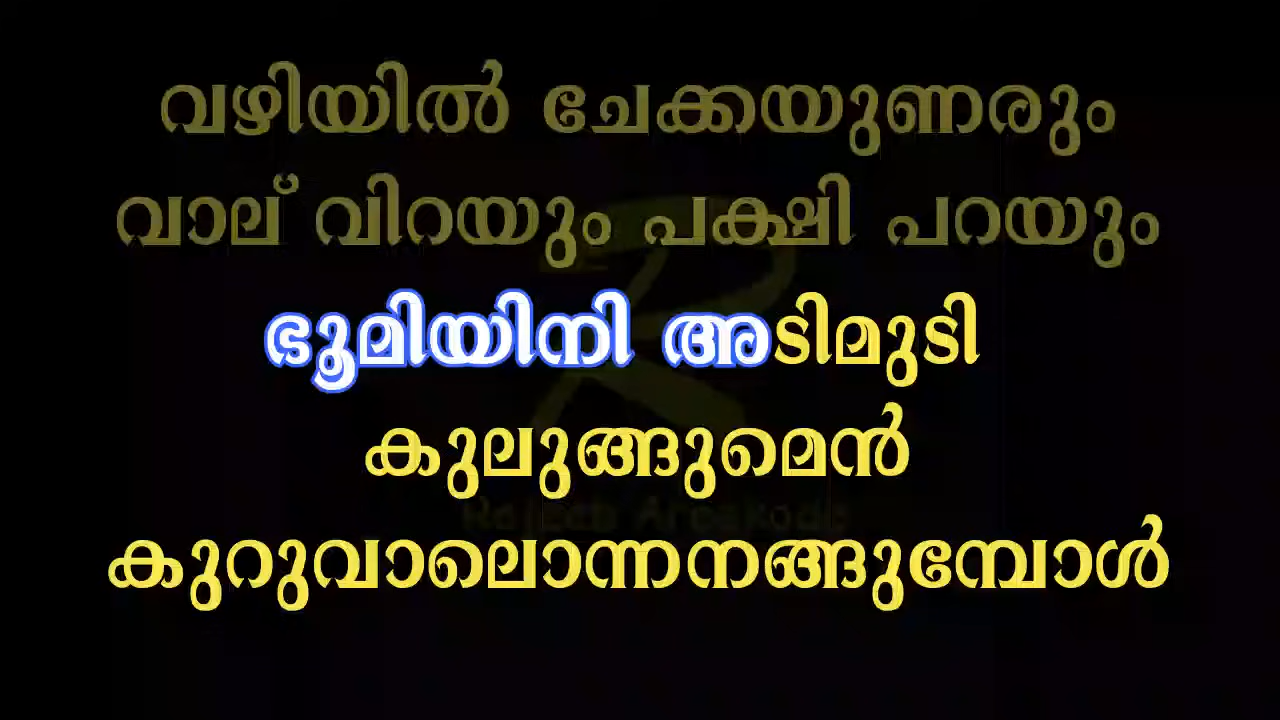 വഴിയിൽ ചേക്കയുണരും
വാല് വിറയും പക്ഷി പറയും
ഭൂമിയിനി അടിമുടി
കുലുങ്ങുമെൻ
കുറുവാലൊന്നനങ്ങുമ്പോൾ